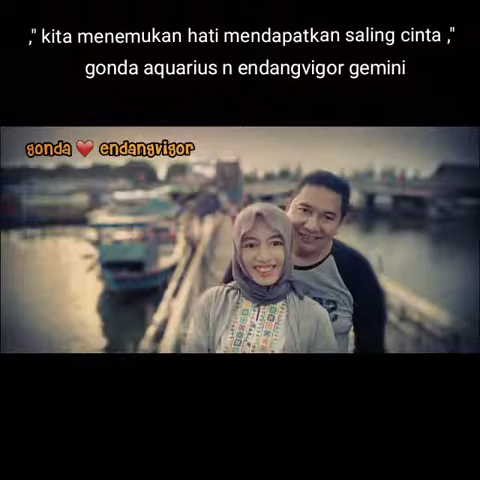 ," kita menemukan hati mendapatkan saling cinta ,"
gonda aquarius n endangvigor gemini
gonda ❤️ endangvigor